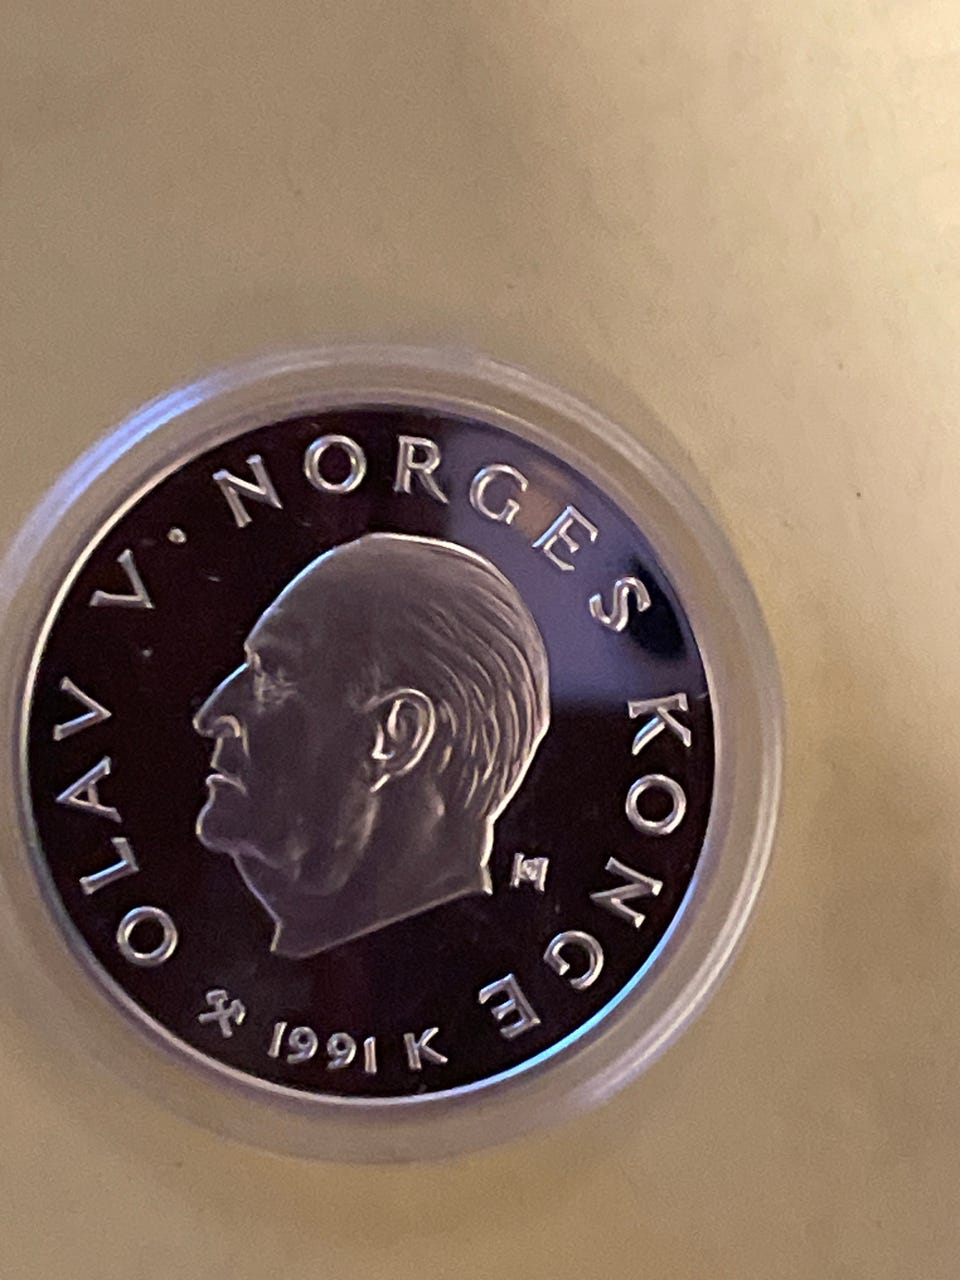 OLAV V · NORGES KONGE
1991 K